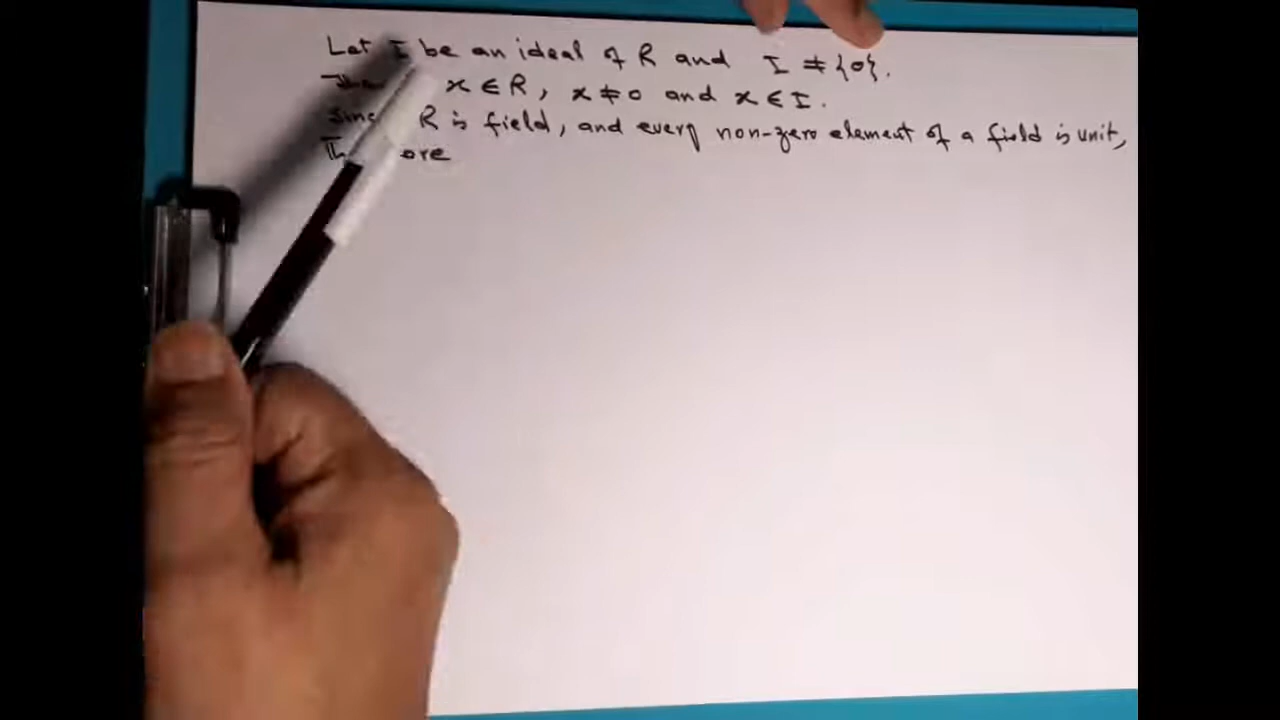 Let I be an ideal of R and I ≠ {0}.
x ∈ R, x ≠ 0 and x ∈ I.
Since R is field, and every non-zero element of a field is unit,